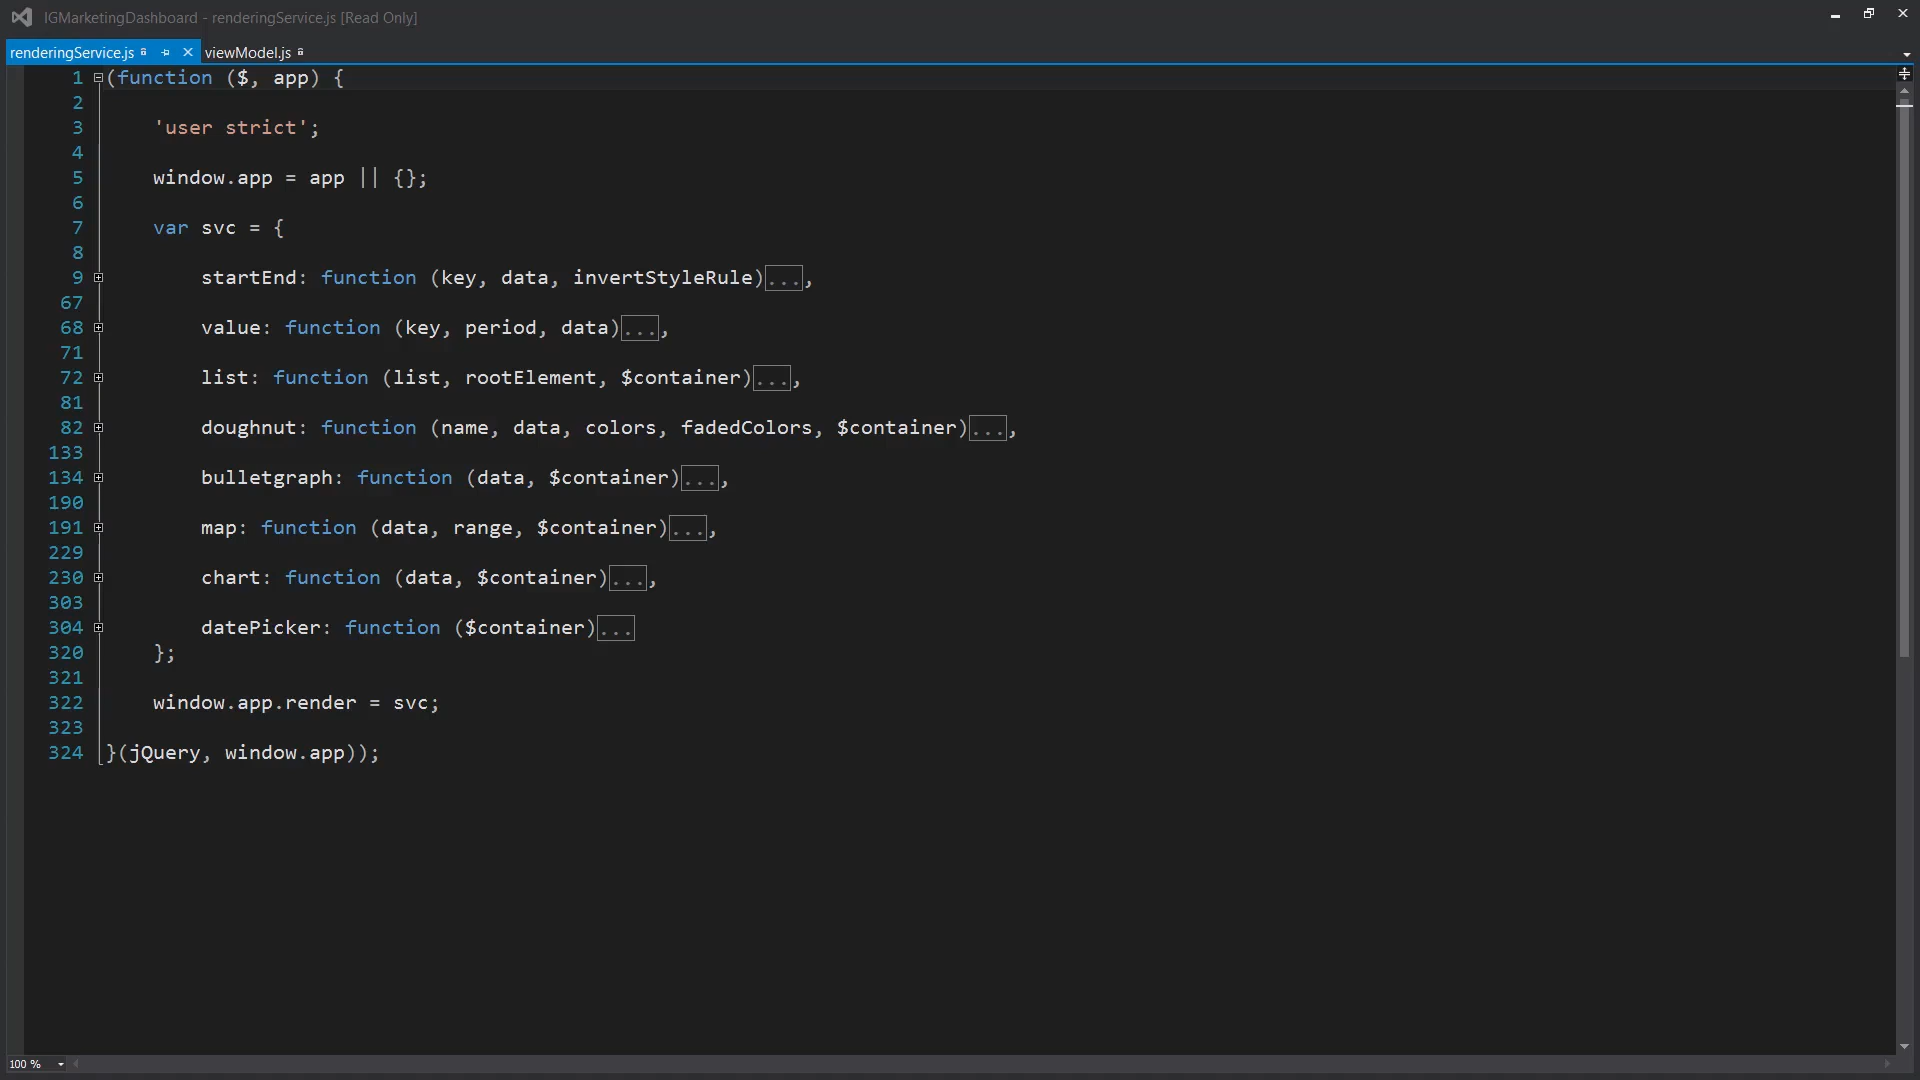 IGMarketingDashboard - renderingService.js [Read Only]
renderingService.js viewModel.js
1 (function ($, app) {
2
3 'user strict';
4
5 window.app = app || {};
6
7 var svc = {
8
9 startEnd: function (key, data, invertStyleRule)...,
67
68 value: function (key, period, data)...,
71
72 list: function (list, rootElement, $container)...,
81
82 doughnut: function (name, data, colors, fadedColors, $container)...,
133
134 bulletgraph: function (data, $container)...,
190
191 map: function (data, range, $container)...,
229
230 chart: function (data, $container)...,
303
304 datePicker: function ($container)...
320 };
321
322 window.app.render = svc;
323
324 }(jQuery, window.app));
100 %